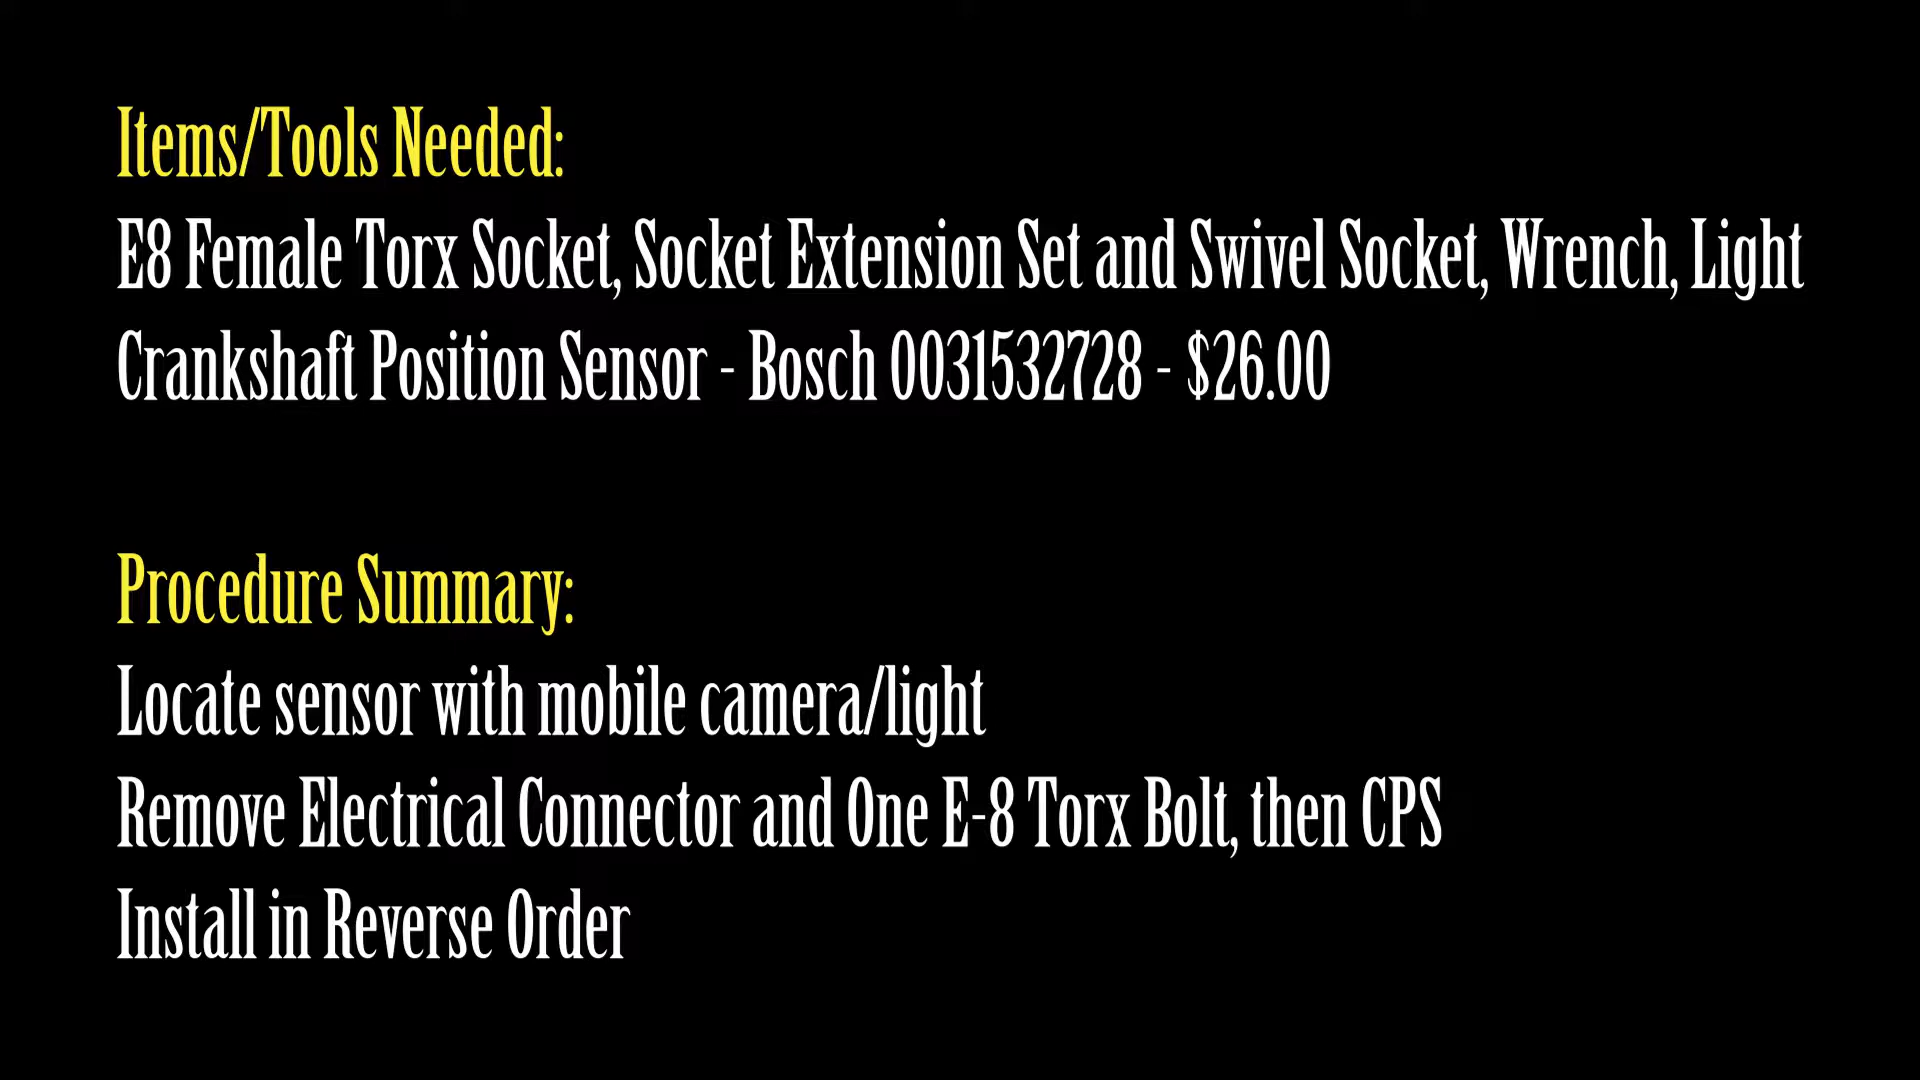 Items/Tools Needed:
E8 Female Torx Socket, Socket Extension Set and Swivel Socket, Wrench, Light
Crankshaft Position Sensor - Bosch 0031532728 - $26.00
Procedure Summary:
Locate sensor with mobile camera/light
Remove Electrical Connector and One E-8 Torx Bolt, then CPS
Install in Reverse Order